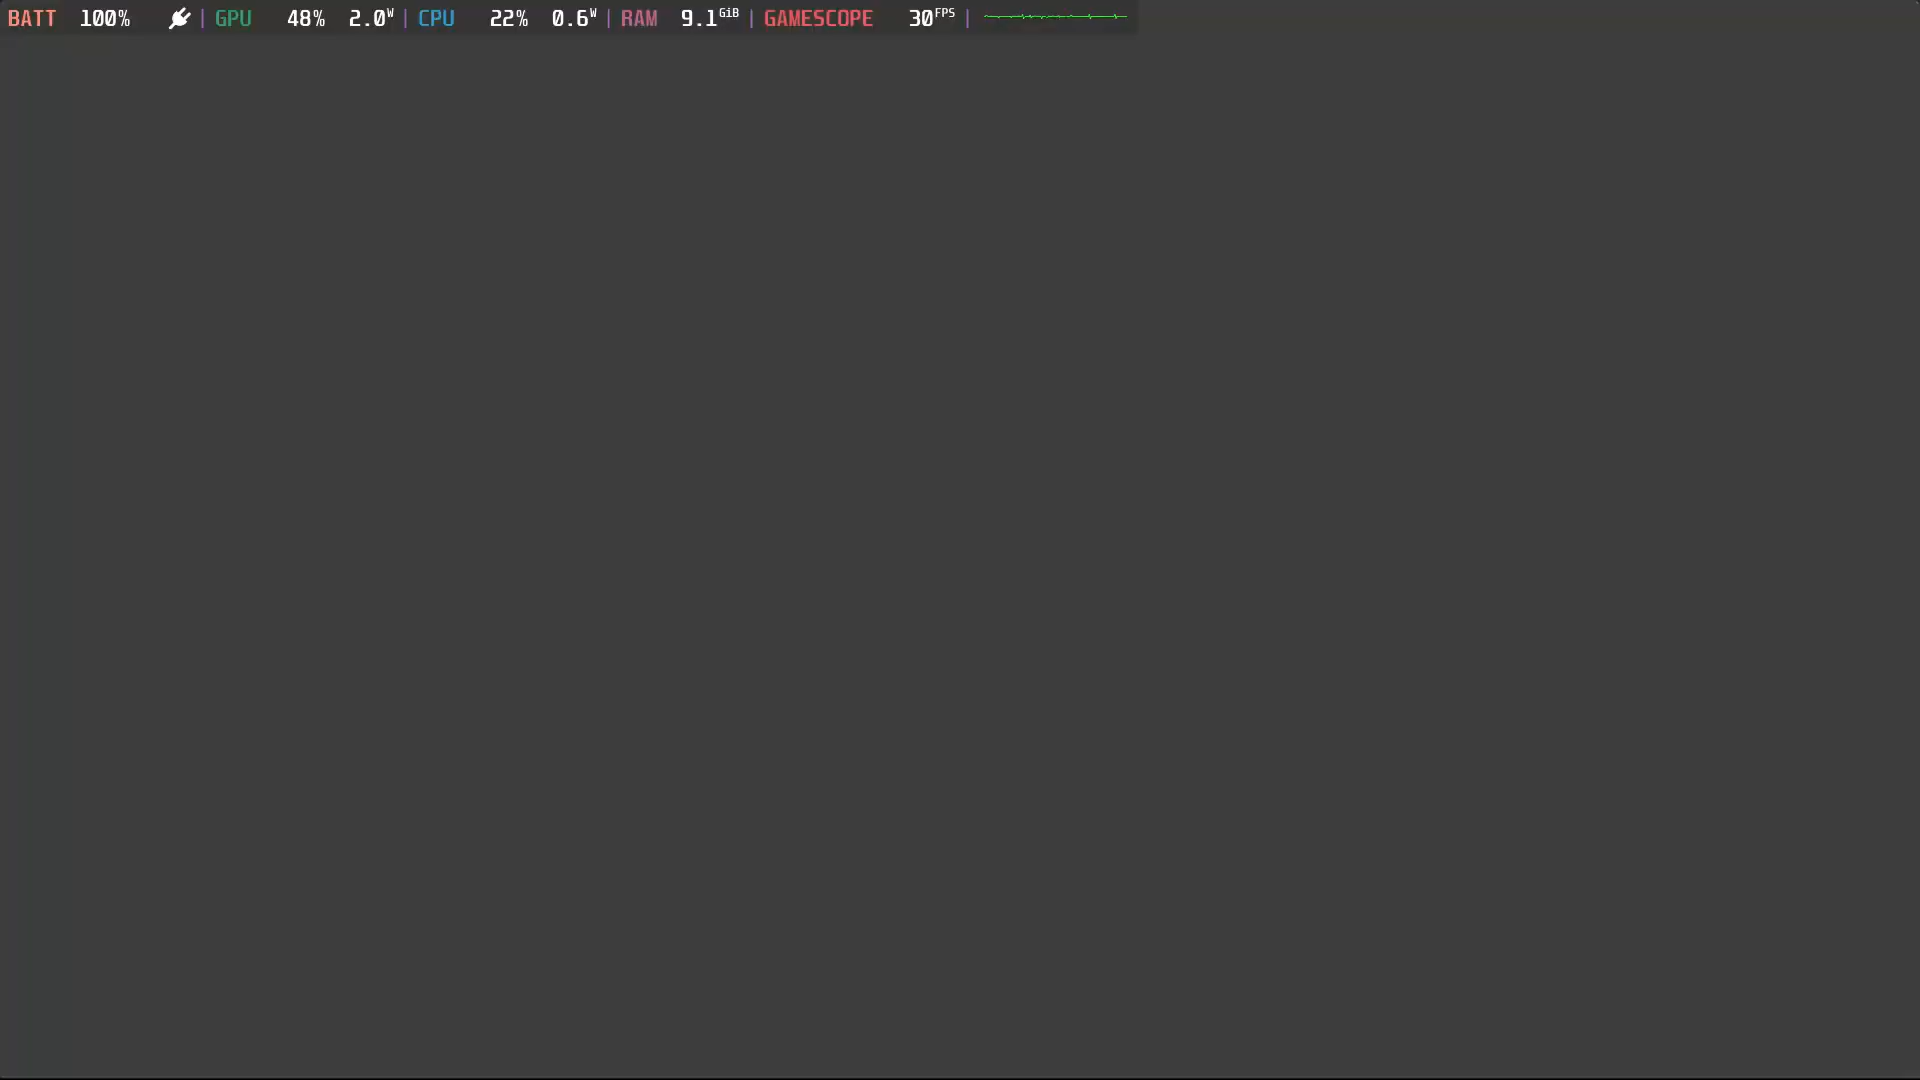 BATT 100% | GPU 48% 2.0W | CPU 22% 0.6W | RAM 9.1GiB | GAMESCOPE 30FPS |